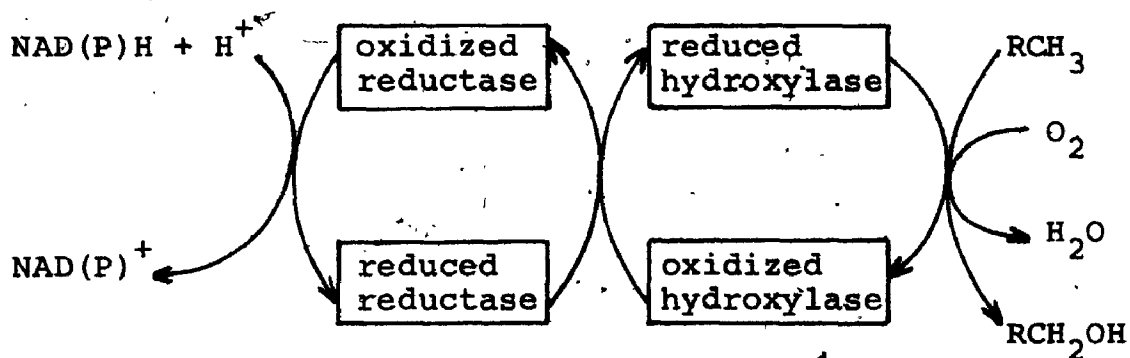 NAD(P)H + H⁺
oxidized
reductase
reduced
hydroxylase
RCH₃
O₂
NAD(P)⁺
reduced
reductase
oxidized
hydroxylase
H₂O
RCH₂OH